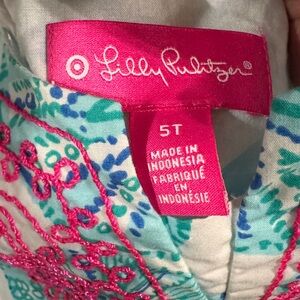 Lilly Pulitzer®
5T
MADE IN
INDONESIA
FABRIQUÉ
EN
INDONÉSIE